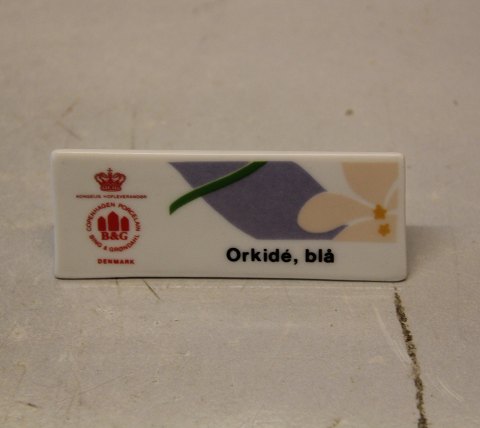 KONGELIG HOFLEVERANDØR
COPENHAGEN PORCELAIN
B&G
BING & GRØNDAHL
DENMARK
Orkidé, blå